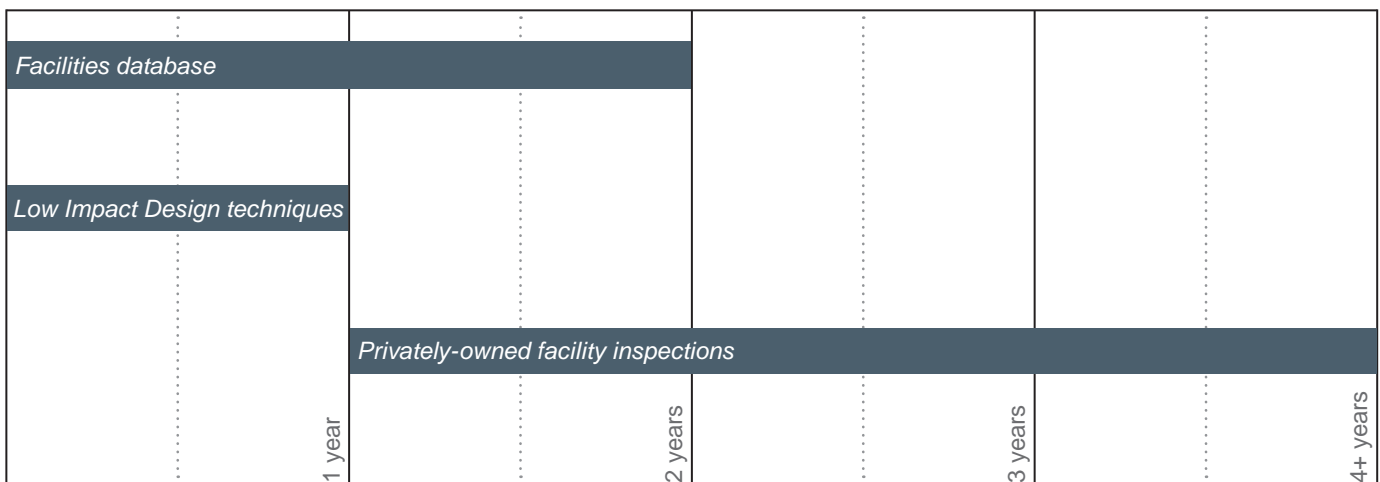 Facilities database
Low Impact Design techniques
Privately-owned facility inspections
1 year
2 years
3 years
4+ years